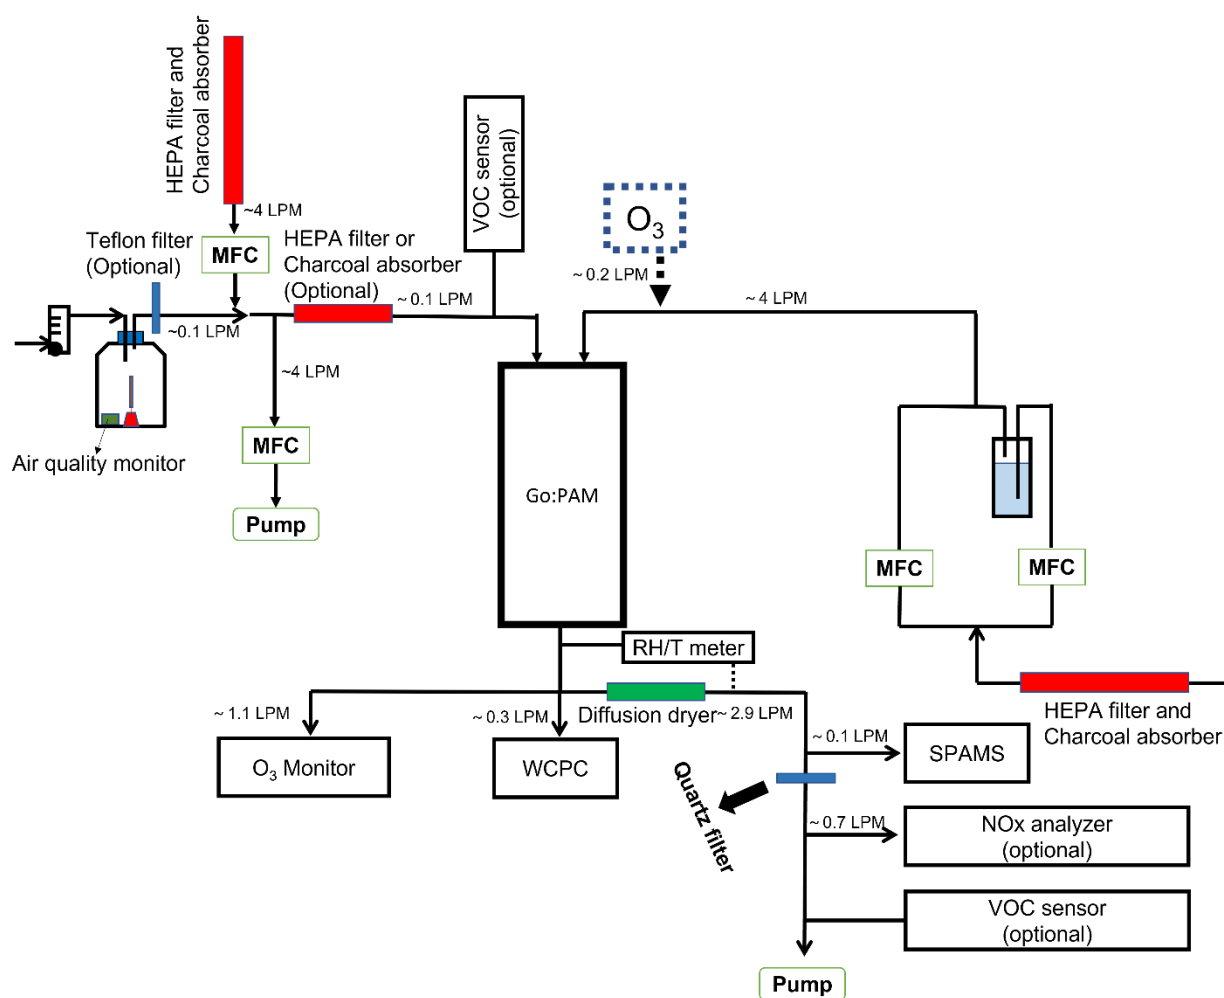 HEPA filter and
Charcoal absorber
~4 LPM
MFC
Teflon filter
(Optional)
HEPA filter or
Charcoal absorber
(Optional)
~0.1 LPM
~ 0.1 LPM
VOC sensor
(optional)
O3
~ 0.2 LPM
~ 4 LPM
~4 LPM
MFC
Pump
Air quality monitor
Go:PAM
MFC
MFC
HEPA filter and
Charcoal absorber
RH/T meter
Diffusion dryer
~ 2.9 LPM
~ 1.1 LPM
~ 0.3 LPM
O3 Monitor
WCPC
~ 0.1 LPM
SPAMS
Quartz filter
~ 0.7 LPM
NOx analyzer
(optional)
VOC sensor
(optional)
Pump